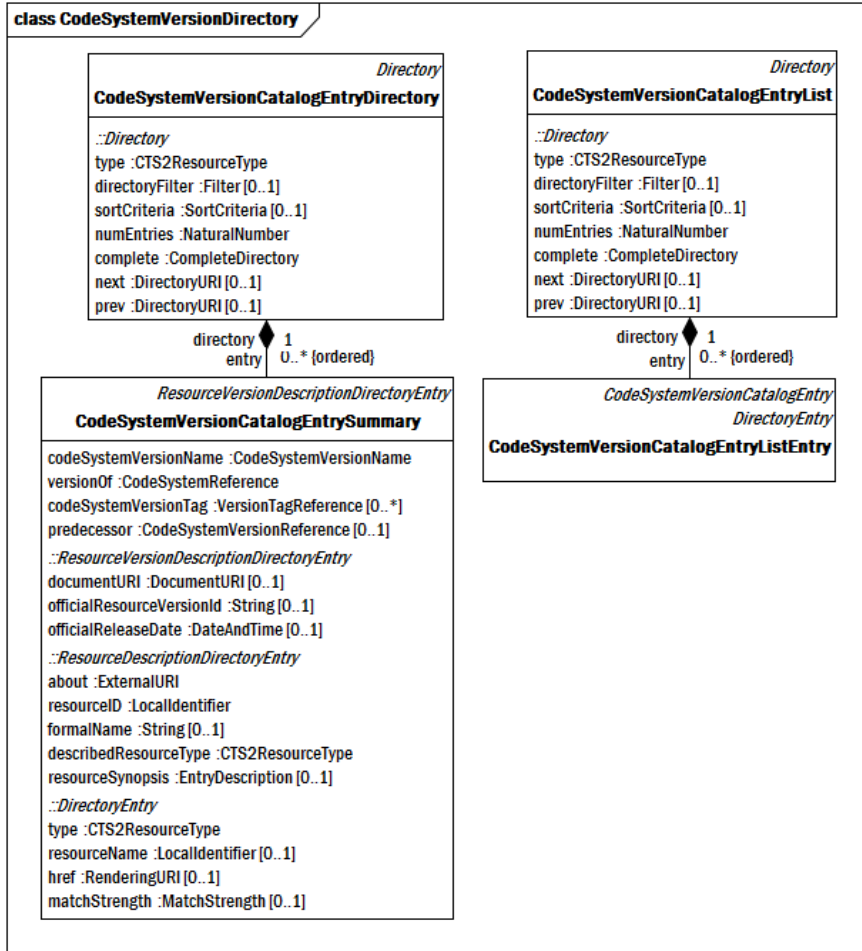 class CodeSystemVersionDirectory
Directory
CodeSystemVersionCatalogEntryDirectory
::Directory
type :CTS2ResourceType
directoryFilter :Filter [0..1]
sortCriteria :SortCriteria [0..1]
numEntries :NaturalNumber
complete :CompleteDirectory
next :DirectoryURI [0..1]
prev :DirectoryURI [0..1]
directory 1
entry 0..* {ordered}
ResourceVersionDescriptionDirectoryEntry
CodeSystemVersionCatalogEntrySummary
codeSystemVersionName :CodeSystemVersionName
versionOf :CodeSystemReference
codeSystemVersionTag :VersionTagReference [0..*]
predecessor :CodeSystemVersionReference [0..1]
::ResourceVersionDescriptionDirectoryEntry
documentURI :DocumentURI [0..1]
officialResourceVersionId :String [0..1]
officialReleaseDate :DateAndTime [0..1]
::ResourceDescriptionDirectoryEntry
about :ExternalURI
resourceID :LocalIdentifier
formalName :String [0..1]
describedResourceType :CTS2ResourceType
resourceSynopsis :EntryDescription [0..1]
::DirectoryEntry
type :CTS2ResourceType
resourceName :LocalIdentifier [0..1]
href :RenderingURI [0..1]
matchStrength :MatchStrength [0..1]
Directory
CodeSystemVersionCatalogEntryList
::Directory
type :CTS2ResourceType
directoryFilter :Filter [0..1]
sortCriteria :SortCriteria [0..1]
numEntries :NaturalNumber
complete :CompleteDirectory
next :DirectoryURI [0..1]
prev :DirectoryURI [0..1]
directory 1
entry 0..* {ordered}
CodeSystemVersionCatalogEntry
DirectoryEntry
CodeSystemVersionCatalogEntryListEntry